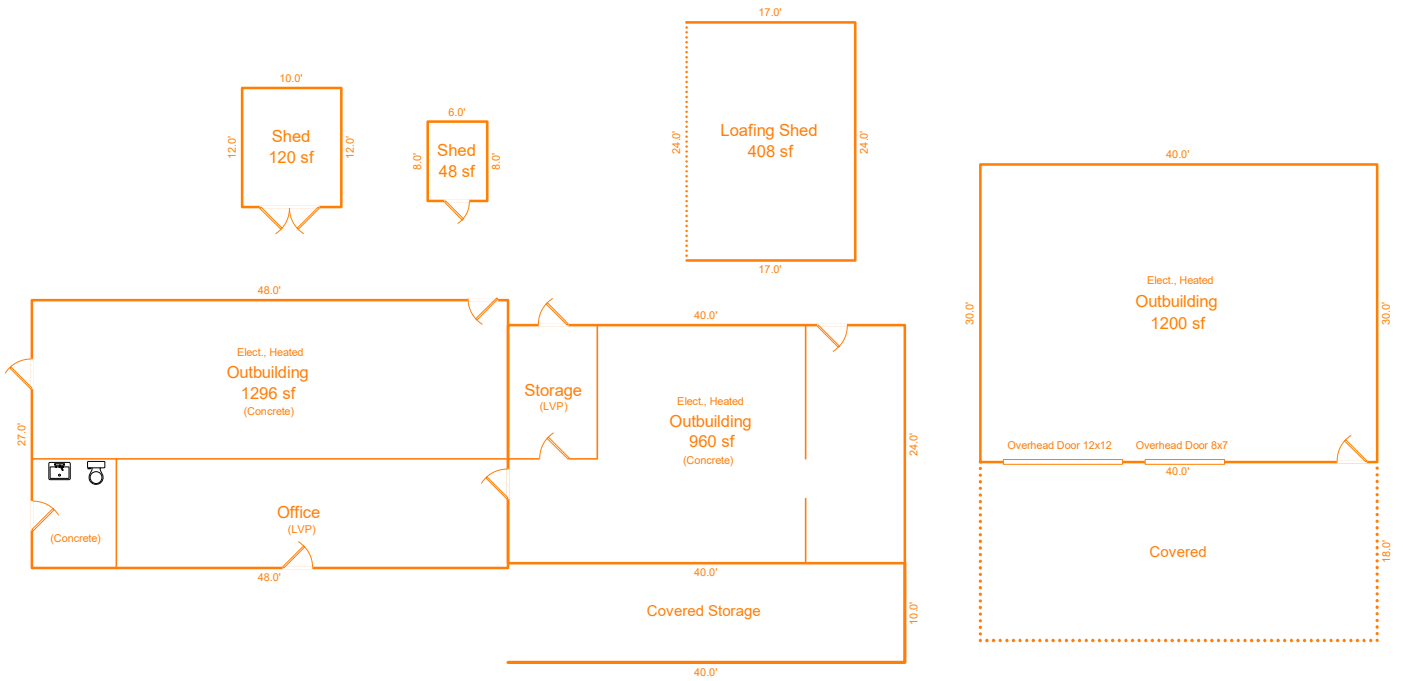 17.0'
10.0'
Shed
120 sf
12.0'
12.0'
6.0'
Shed
48 sf
8.0'
8.0'
Loafing Shed
408 sf
24.0'
24.0'
17.0'
40.0'
Elect., Heated
Outbuilding
1200 sf
30.0'
30.0'
Overhead Door 12x12
Overhead Door 8x7
40.0'
Covered
18.0'
48.0'
Elect., Heated
Outbuilding
1296 sf
(Concrete)
27.0'
Office
(LVP)
(Concrete)
48.0'
40.0'
Storage
(LVP)
Elect., Heated
Outbuilding
960 sf
(Concrete)
24.0'
40.0'
Covered Storage
10.0'
40.0'